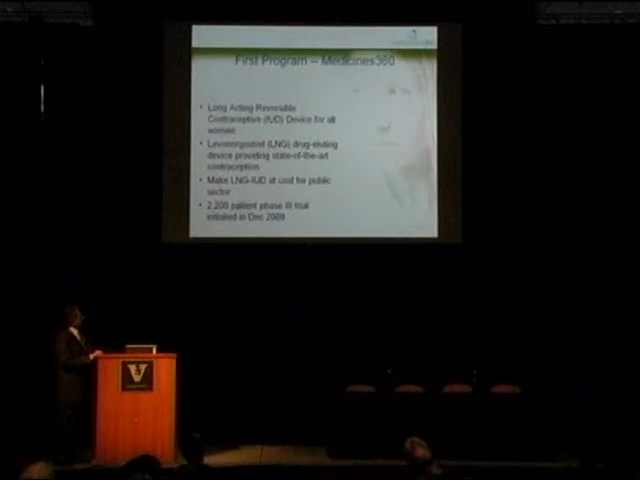 First Program – Medicines360
• Long Acting Reversible
Contraceptive (IUD) Device for all
women
• Levonorgestrel (LNG) drug-eluting
device providing state-of-the-art
contraception
• Make LNG-IUD at cost for public
sector
• 2,200 patient phase III trial
initiated in Dec 2009
V